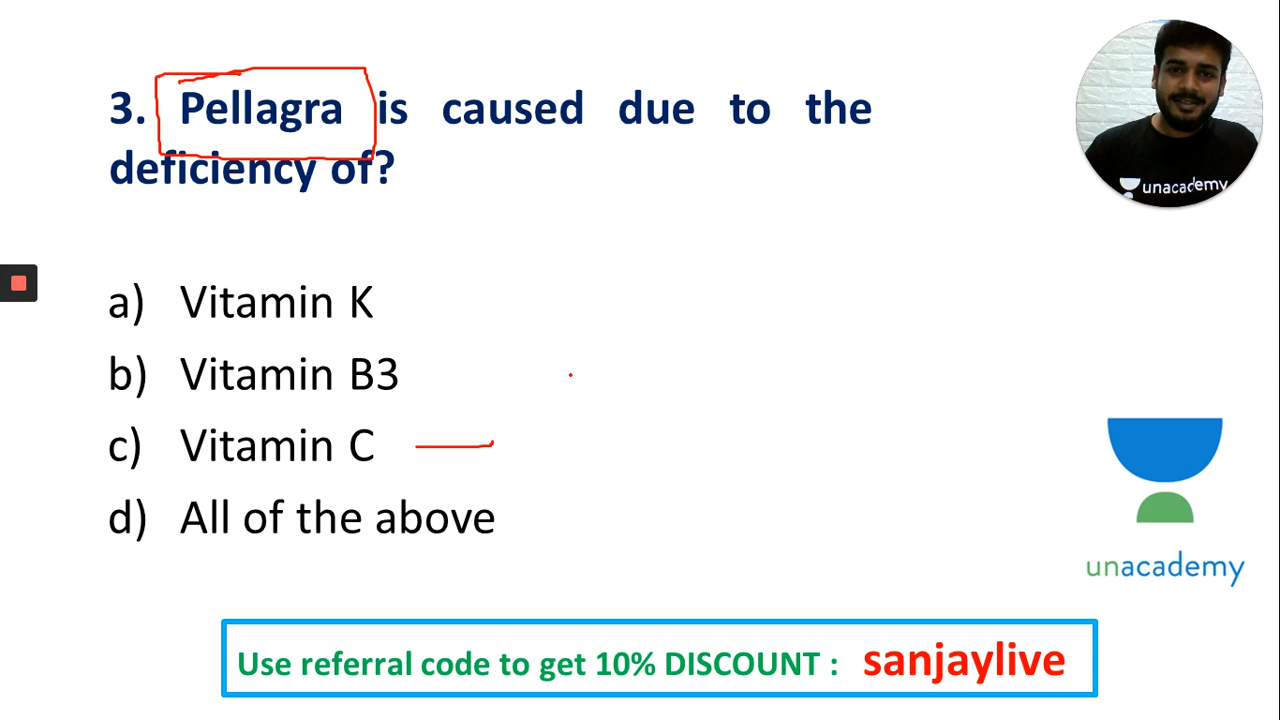 3. Pellagra is caused due to the
deficiency of?
unacademy
a) Vitamin K
b) Vitamin B3
c) Vitamin C
d) All of the above
unacademy
Use referral code to get 10% DISCOUNT : sanjaylive